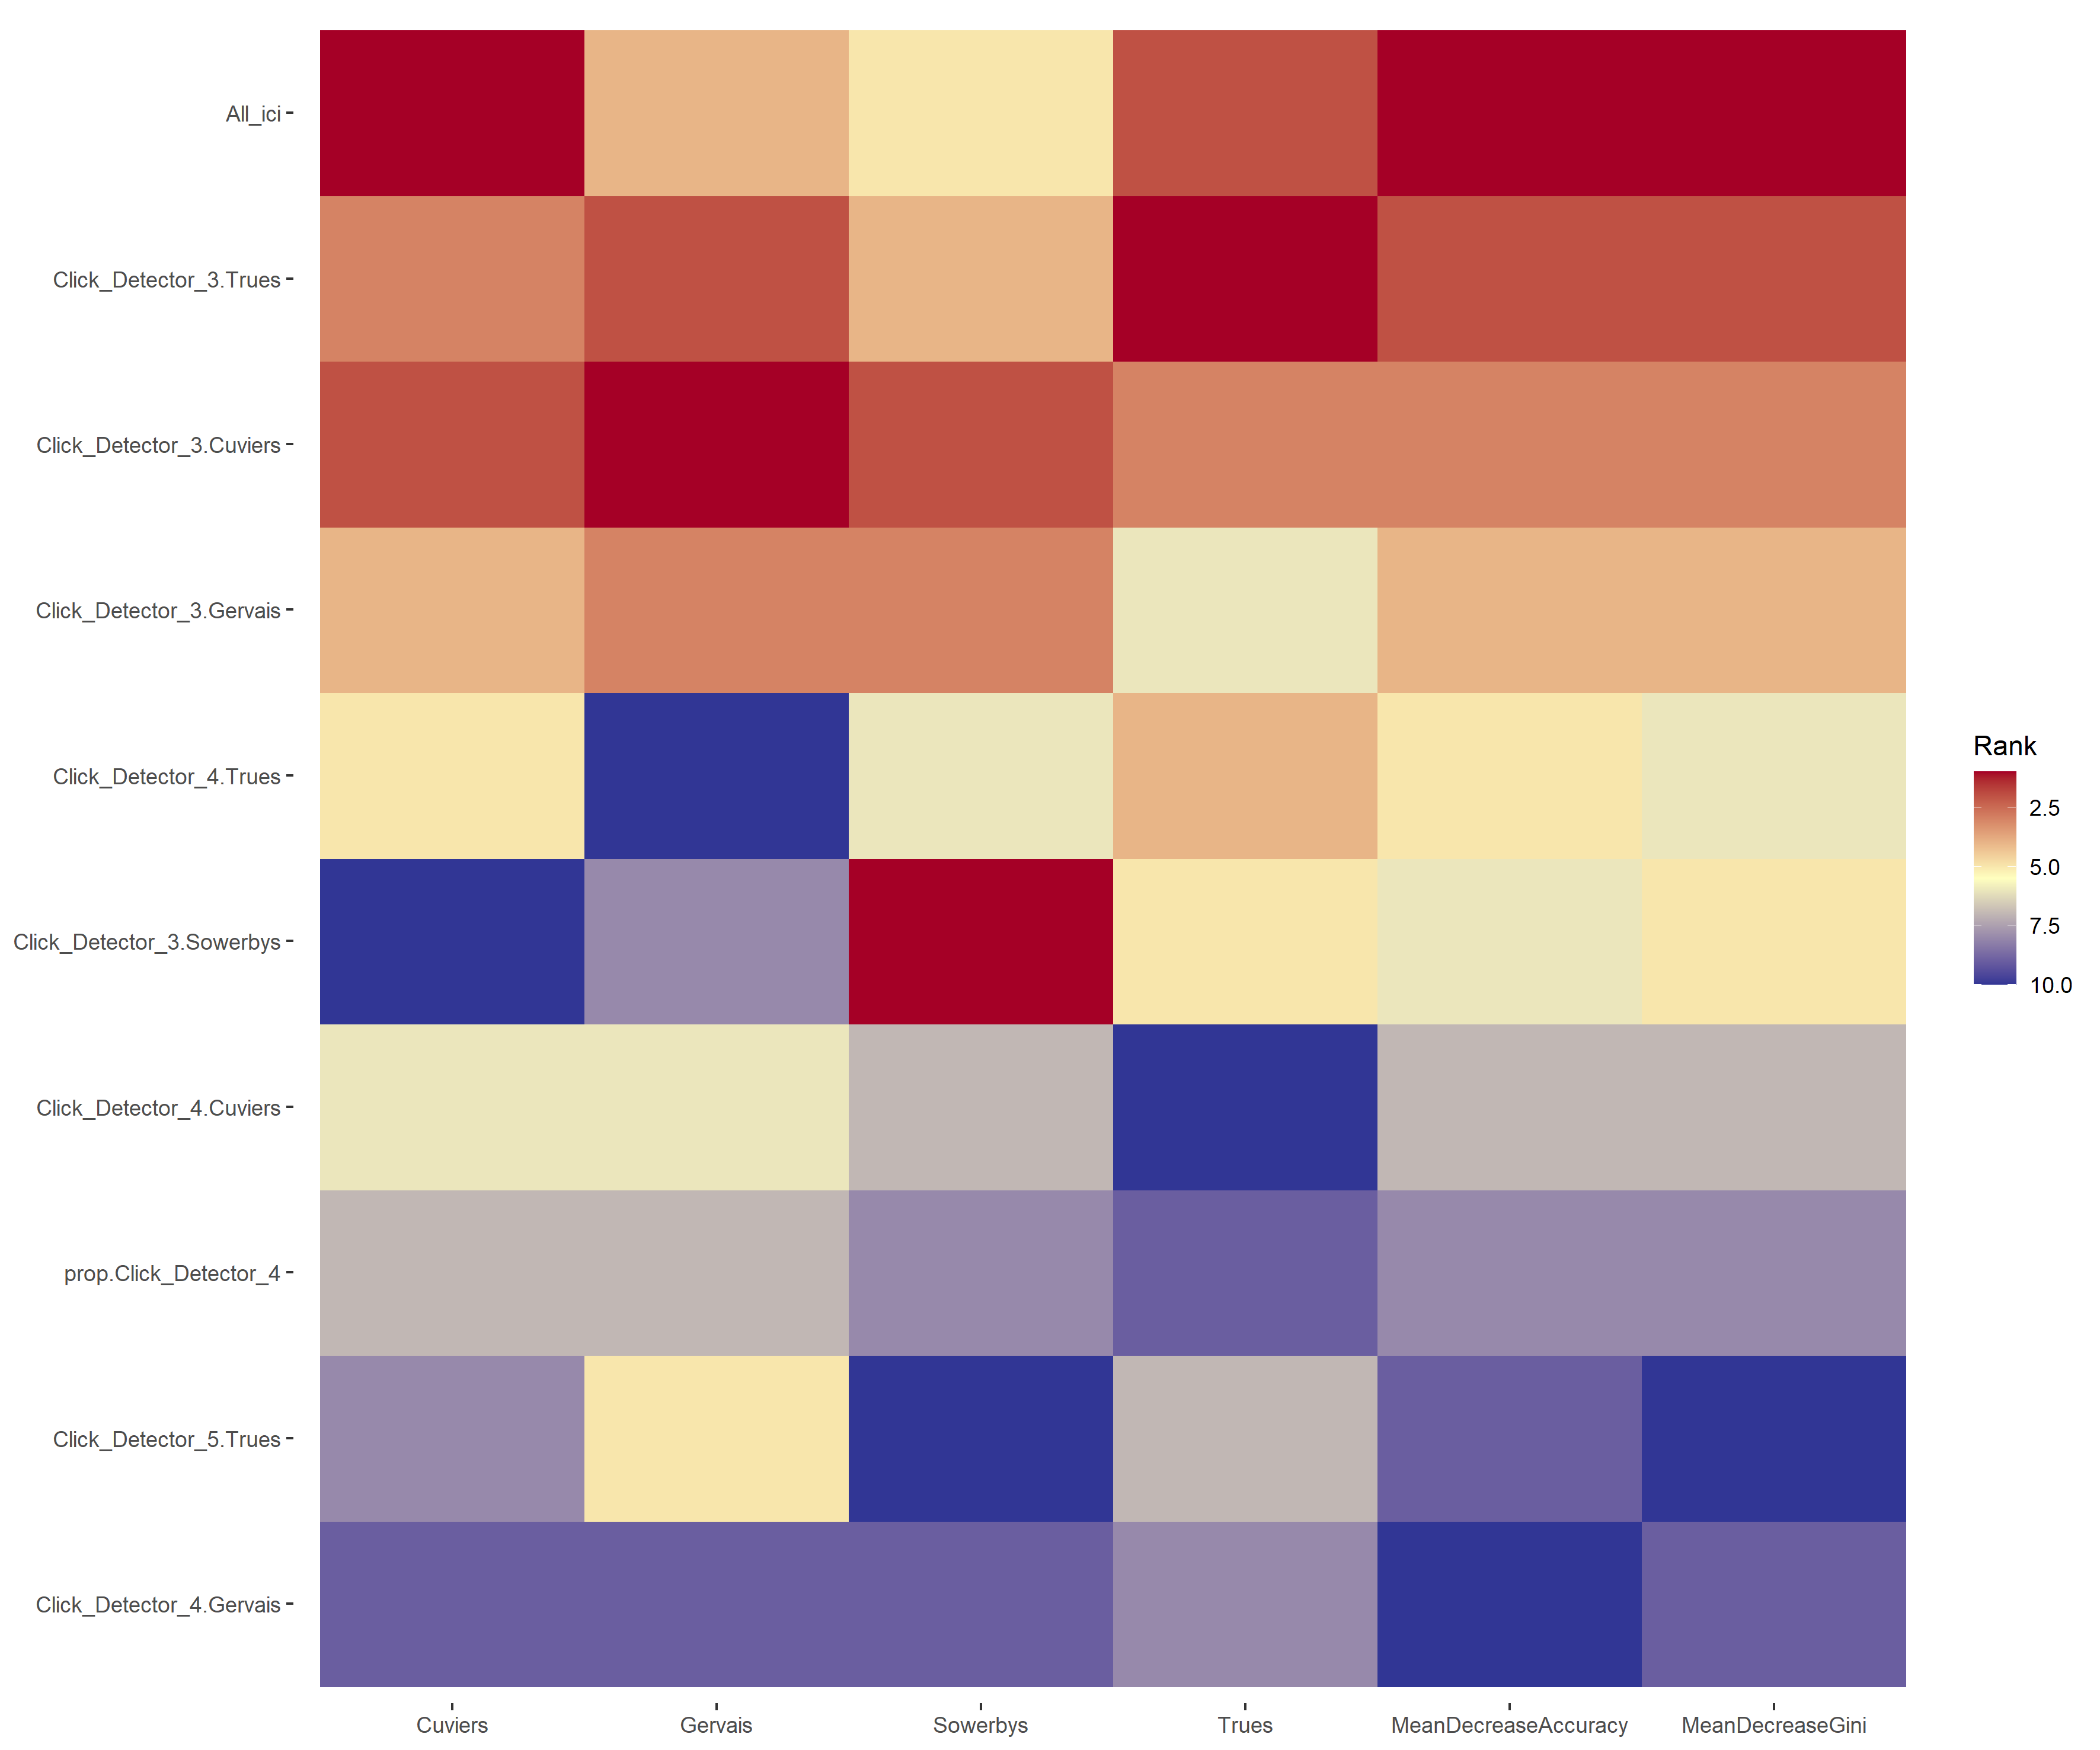 All_ici
Click_Detector_3.Trues
Click_Detector_3.Cuviers
Click_Detector_3.Gervais
Click_Detector_4.Trues
Click_Detector_3.Sowerbys
Click_Detector_4.Cuviers
prop.Click_Detector_4
Click_Detector_5.Trues
Click_Detector_4.Gervais
Cuviers Gervais Sowerbys Trues MeanDecreaseAccuracy MeanDecreaseGini
Rank
2.5
5.0
7.5
10.0